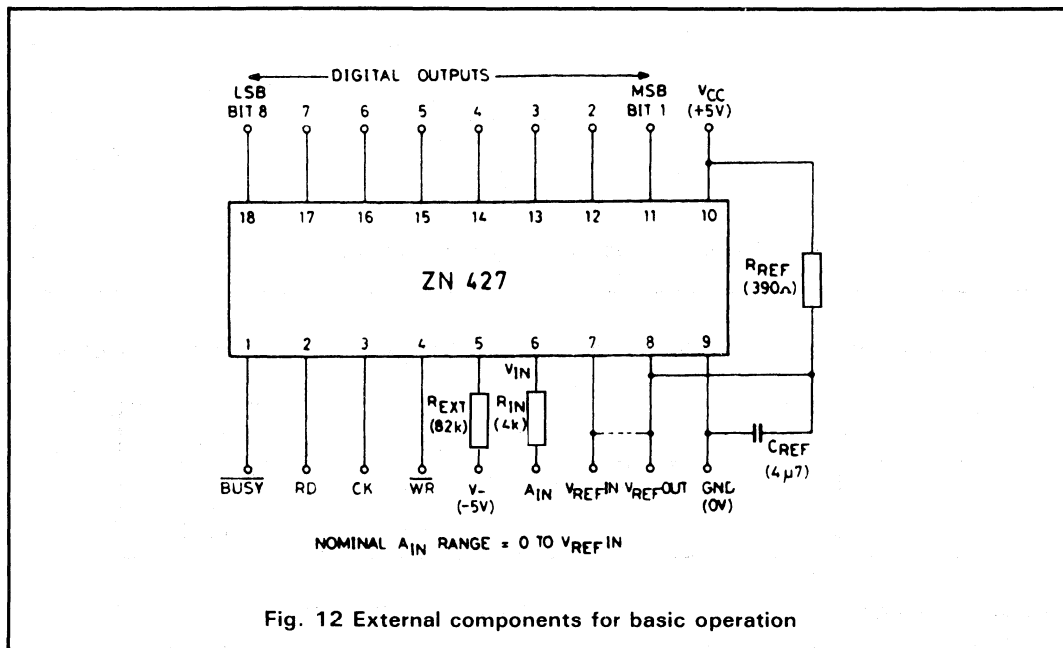 DIGITAL OUTPUTS
LSB BIT 8 7 6 5 4 3 2 MSB BIT 1 VCC (+5V)
18 17 16 15 14 13 12 11 10
ZN 427
RREF (390Ω)
1 2 3 4 5 6 7 8 9
VIN
REXT (82k) RIN (4k)
CREF (4µ7)
BUSY RD CK WR V- (-5V) AIN VREF IN VREF OUT GND (0V)
NOMINAL AIN RANGE = 0 TO VREF IN
Fig. 12 External components for basic operation